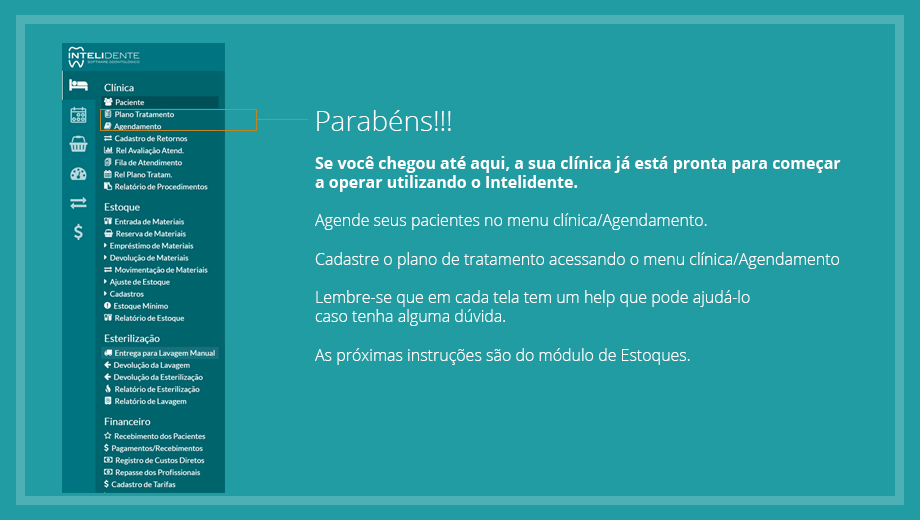 INTELIDENTE
SOFTWARE ODONTOLÓGICO
Clínica
Paciente
Plano Tratamento
Agendamento
Cadastro de Retornos
Rel Avaliação Atend.
Fila de Atendimento
Rel Plano Tratam.
Relatório de Procedimentos
Estoque
Entrada de Materiais
Reserva de Materiais
Empréstimo de Materiais
Devolução de Materiais
Movimentação de Materiais
Ajuste de Estoque
Cadastros
Estoque Mínimo
Relatório de Estoque
Esterilização
Entrega para Lavagem Manual
Devolução da Lavagem
Devolução da Esterilização
Relatório de Esterilização
Relatório de Lavagem
Financeiro
Recebimento dos Pacientes
Pagamentos/Recebimentos
Registro de Custos Diretos
Repasse dos Profissionais
Cadastro de Tarifas
Parabéns!!!
Se você chegou até aqui, a sua clínica já está pronta para começar
a operar utilizando o Intelidente.
Agende seus pacientes no menu clínica/Agendamento.
Cadastre o plano de tratamento acessando o menu clínica/Agendamento
Lembre-se que em cada tela tem um help que pode ajudá-lo
caso tenha alguma dúvida.
As próximas instruções são do módulo de Estoques.